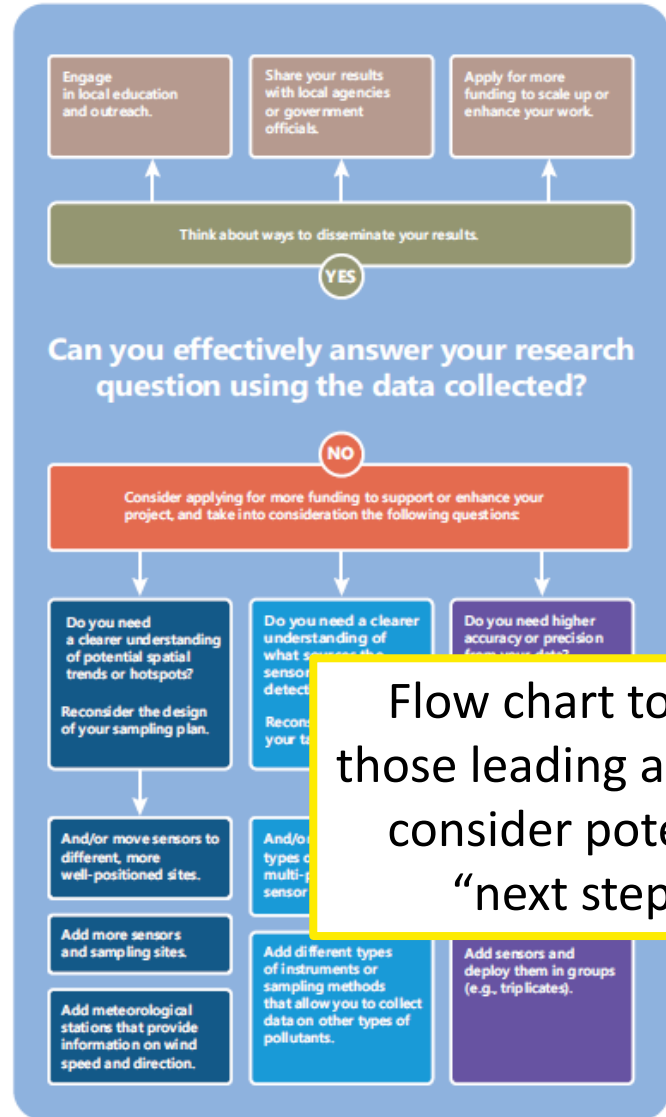 Engage
in local education
and outreach.
Share your results
with local agencies
or government
officials.
Apply for more
funding to scale up or
enhance your work.
Think about ways to disseminate your results.
YES
Can you effectively answer your research
question using the data collected?
NO
Consider applying for more funding to support or enhance your
project, and take into consideration the following questions:
Do you need
a clearer understanding
of potential spatial
trends or hotspots?
Reconsider the design
of your sampling plan.
Do you need a clearer
understanding of
what
Do you need higher
accuracy or precision
Flow chart to
those leading a
consider
"next
And/or move sensors to
different, more
well-positioned sites.
Add more sensors
and sampling sites.
Add meteorological
stations that provide
information on wind
speed and direction.
types
sensor
Add different types
of instruments or
sampling methods
that allow you to collect
data on other types of
pollutants.
Add sensors and
deploy them in groups
(e.g., triplicates).